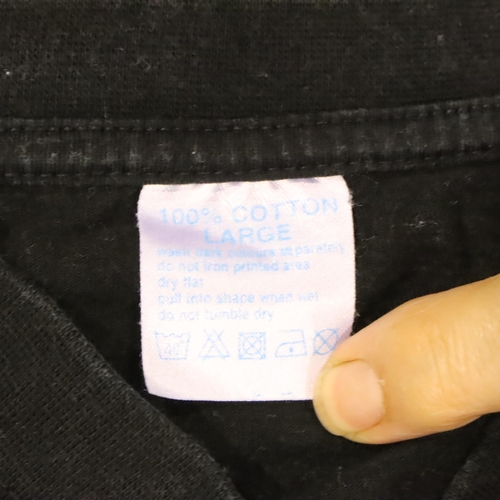 100% COTTON
LARGE
wash dark colours separately
do not iron printed area
dry flat
pull into shape when wet
do not tumble dry